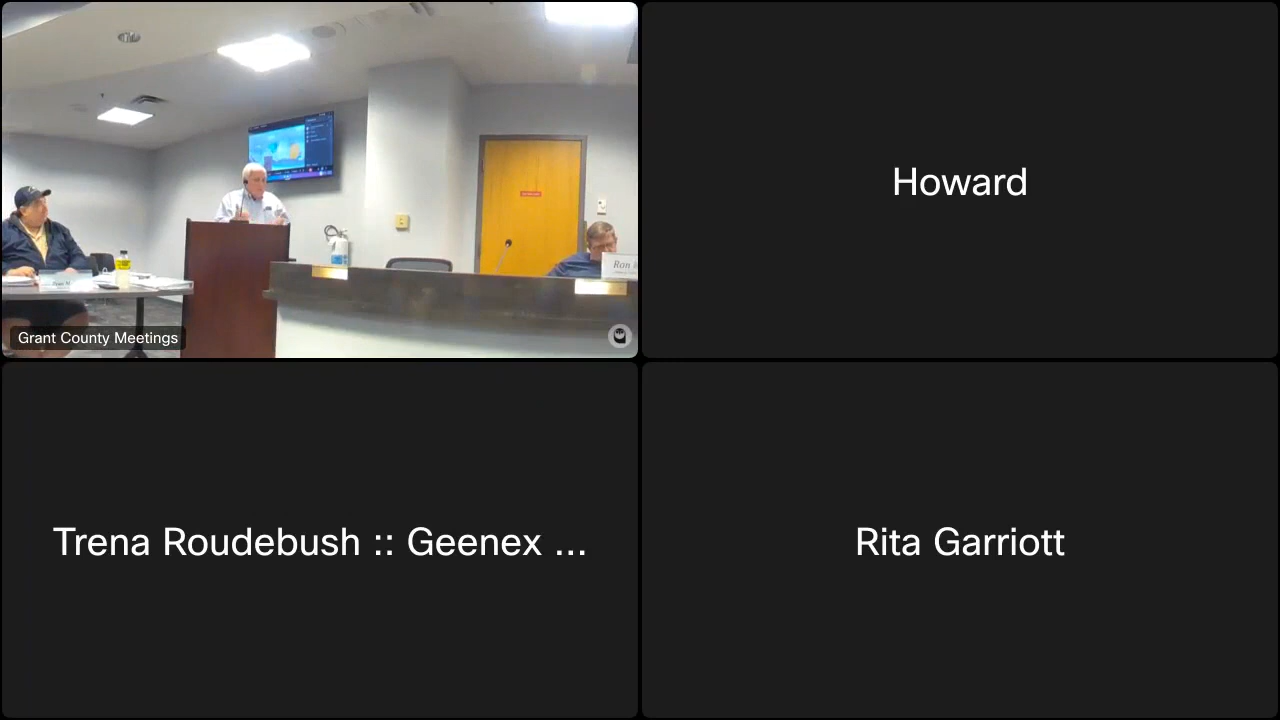 Ron
Grant County Meetings
Howard
Trena Roudebush :: Geenex ...
Rita Garriott